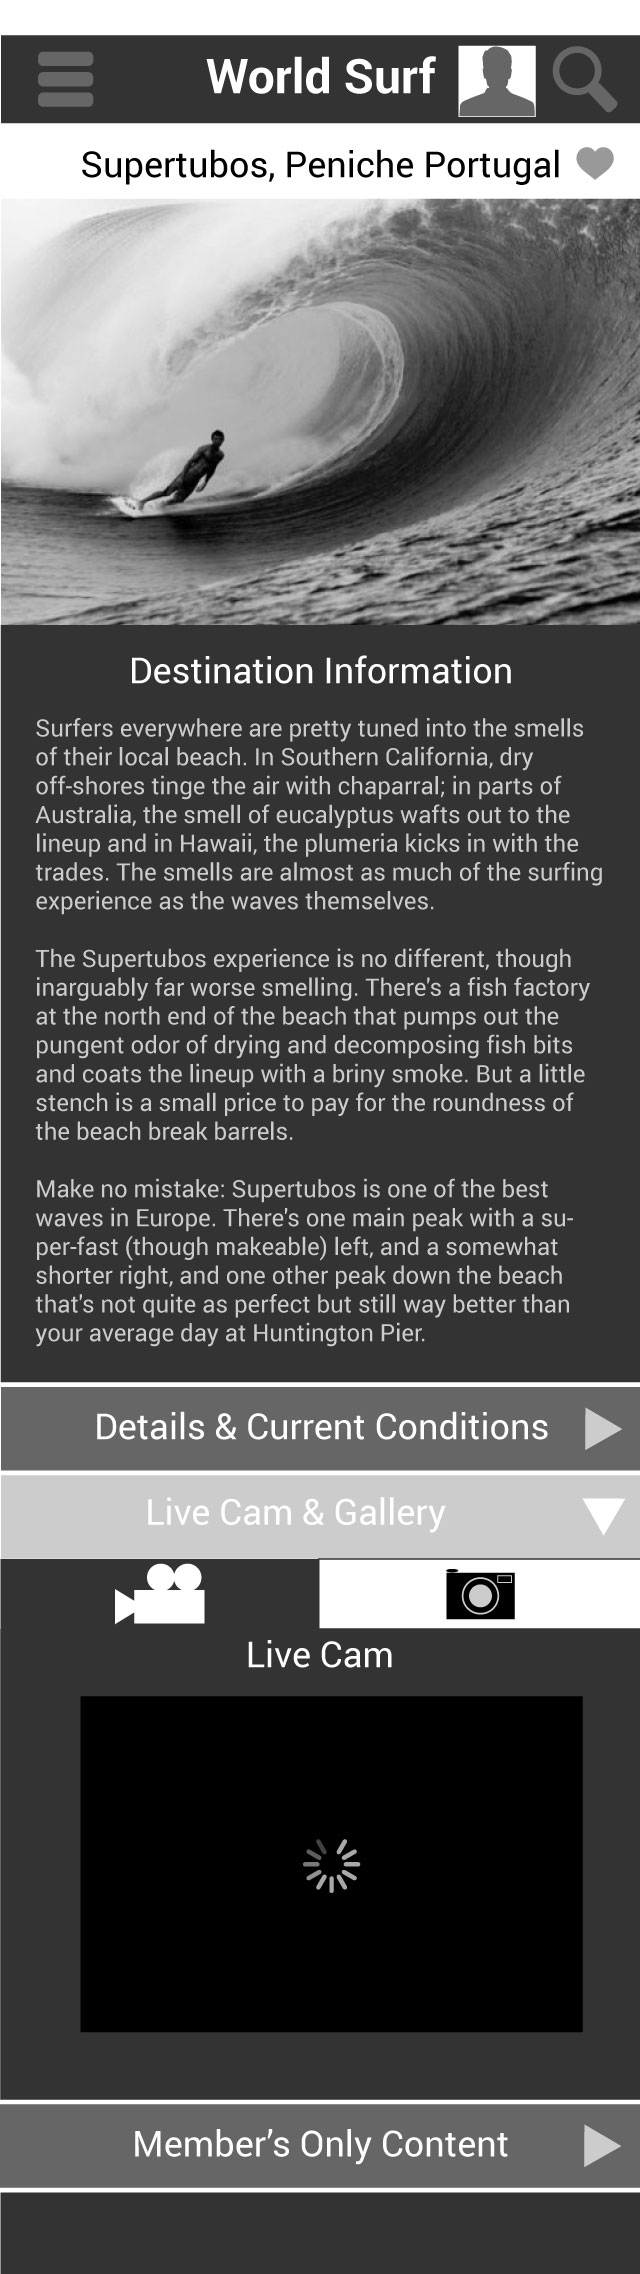 World Surf
Supertubos, Peniche Portugal
Destination Information
Surfers everywhere are pretty tuned into the smells
of their local beach. In Southern California, dry
off-shores tinge the air with chaparral; in parts of
Australia, the smell of eucalyptus wafts out to the
lineup and in Hawaii, the plumeria kicks in with the
trades. The smells are almost as much of the surfing
experience as the waves themselves.
The Supertubos experience is no different, though
inarguably far worse smelling. There's a fish factory
at the north end of the beach that pumps out the
pungent odor of drying and decomposing fish bits
and coats the lineup with a briny smoke. But a little
stench is a small price to pay for the roundness of
the beach break barrels.
Make no mistake: Supertubos is one of the best
waves in Europe. There's one main peak with a su-
per-fast (though makeable) left, and a somewhat
shorter right, and one other peak down the beach
that's not quite as perfect but still way better than
your average day at Huntington Pier.
Details & Current Conditions
Live Cam & Gallery
Live Cam
Member’s Only Content